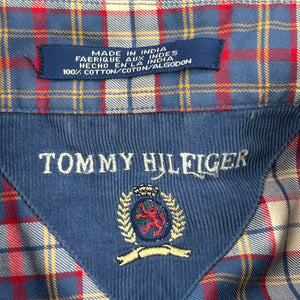 MADE IN INDIA
FABRIQUE AUX INDES
HECHO EN LA INDIA
100% COTTON/COTON/ALGODON
TOMMY HILFIGER